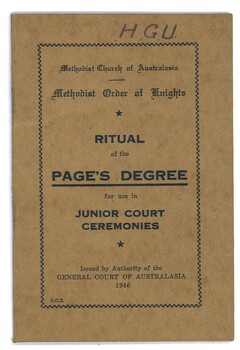 HGU
Methodist Church of Australasia
Methodist Order of Knights
RITUAL
of the
PAGE'S DEGREE
for use in
JUNIOR COURT
CEREMONIES
Issued by Authority of the
GENERAL COURT OF AUSTRALASIA
1946